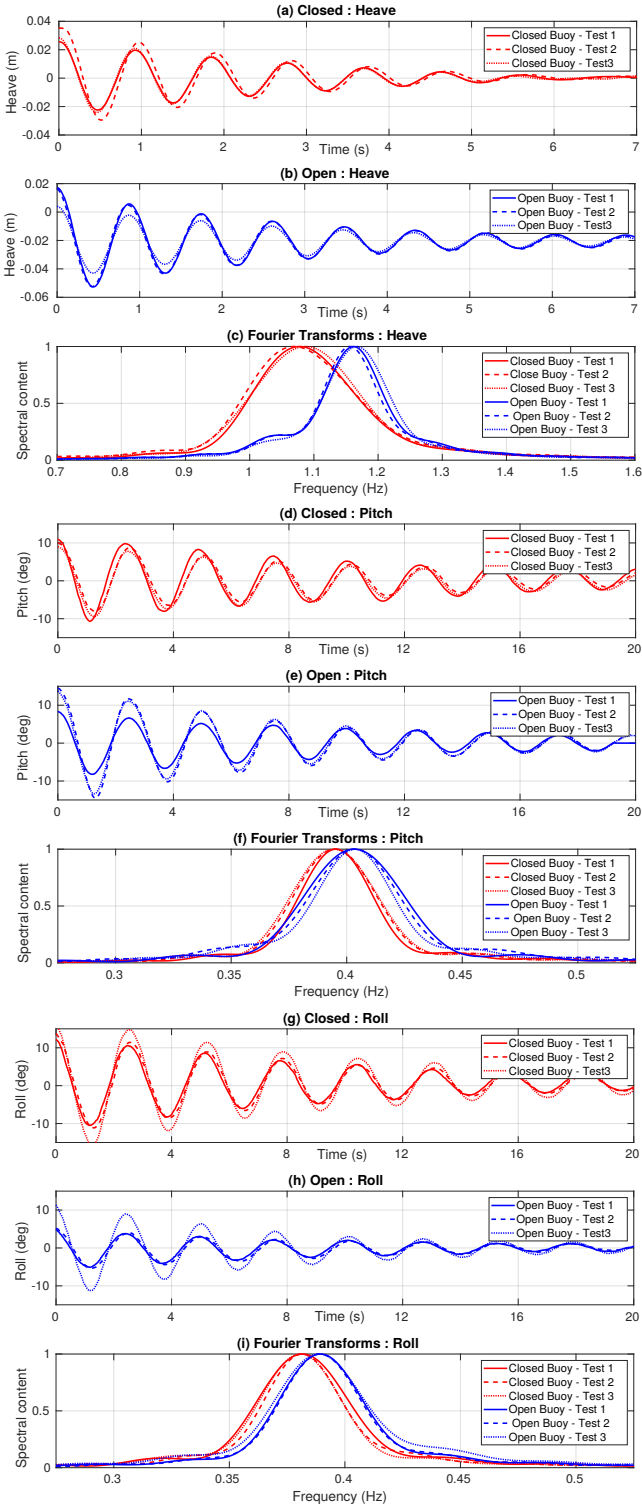 (a) Closed : Heave
Heave (m)
0.04
0.02
0
-0.02
-0.04
Closed Buoy - Test 1
Closed Buoy - Test 2
Closed Buoy - Test3
0 1 2 3 4 5 6 7
Time (s)
(b) Open : Heave
Heave (m)
0.02
0
-0.02
-0.04
-0.06
Open Buoy - Test 1
Open Buoy - Test 2
Open Buoy - Test3
0 1 2 3 4 5 6 7
Time (s)
(c) Fourier Transforms : Heave
Spectral content
1
0.5
0
Closed Buoy - Test 1
Close Buoy - Test 2
Closed Buoy - Test 3
Open Buoy - Test 1
Open Buoy - Test 2
Open Buoy - Test 3
0.7 0.8 0.9 1 1.1 1.2 1.3 1.4 1.5 1.6
Frequency (Hz)
(d) Closed : Pitch
Pitch (deg)
10
0
-10
Closed Buoy - Test 1
Closed Buoy - Test 2
Closed Buoy - Test3
0 4 8 12 16 20
Time (s)
(e) Open : Pitch
Pitch (deg)
10
0
-10
Open Buoy - Test 1
Open Buoy - Test 2
Open Buoy - Test3
0 4 8 12 16 20
Time (s)
(f) Fourier Transforms : Pitch
Spectral content
1
0.5
0
Closed Buoy - Test 1
Closed Buoy - Test 2
Closed Buoy - Test 3
Open Buoy - Test 1
Open Buoy - Test 2
Open Buoy - Test 3
0.3 0.35 0.4 0.45 0.5
Frequency (Hz)
(g) Closed : Roll
Roll (deg)
10
0
-10
Closed Buoy - Test 1
Closed Buoy - Test 2
Closed Buoy - Test3
0 4 8 12 16 20
Time (s)
(h) Open : Roll
Roll (deg)
10
0
-10
Open Buoy - Test 1
Open Buoy - Test 2
Open Buoy - Test3
0 4 8 12 16 20
Time (s)
(i) Fourier Transforms : Roll
Spectral content
1
0.5
0
Closed Buoy - Test 1
Closed Buoy - Test 2
Closed Buoy - Test 3
Open Buoy - Test 1
Open Buoy - Test 2
Open Buoy - Test 3
0.3 0.35 0.4 0.45 0.5
Frequency (Hz)